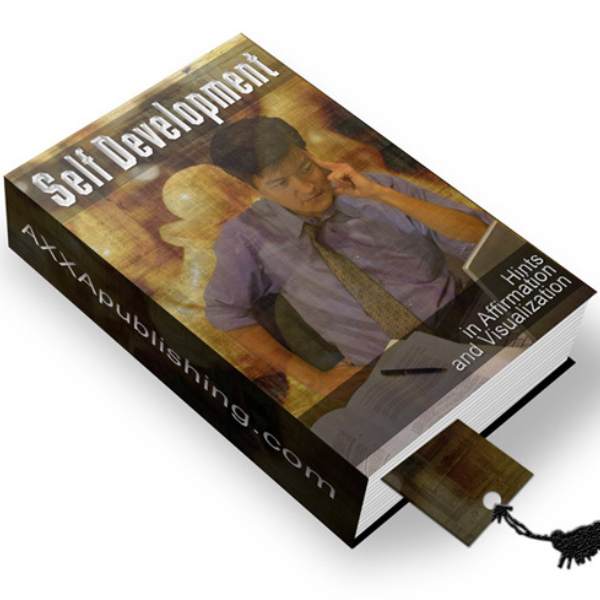 Self Development
Hints
in Affirmation
and Visualization
AXXApublishing.com